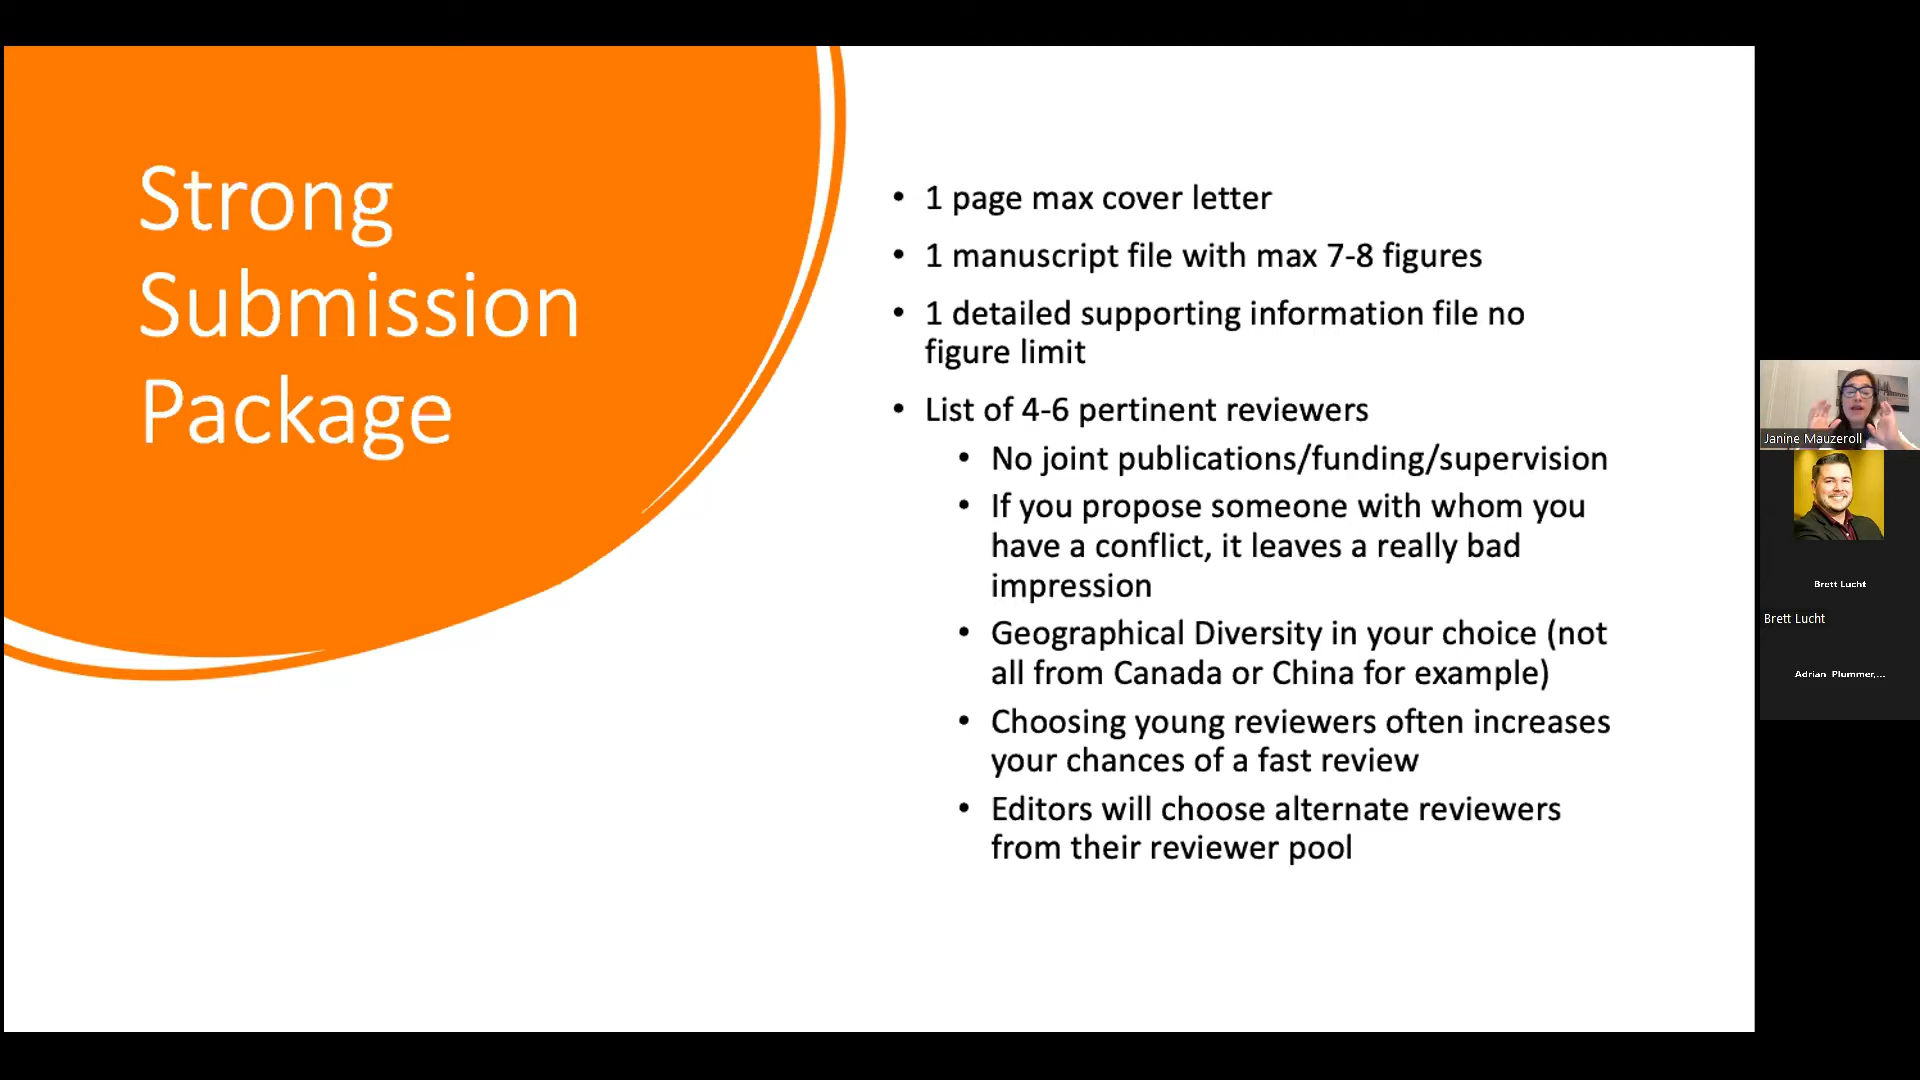 Strong
Submission
Package
• 1 page max cover letter
• 1 manuscript file with max 7-8 figures
• 1 detailed supporting information file no
figure limit
• List of 4-6 pertinent reviewers
• No joint publications/funding/supervision
• If you propose someone with whom you
have a conflict, it leaves a really bad
impression
• Geographical Diversity in your choice (not
all from Canada or China for example)
• Choosing young reviewers often increases
your chances of a fast review
• Editors will choose alternate reviewers
from their reviewer pool
Janine Mauzeroll
Brett Lucht
Brett Lucht
Adrian Plummer,...